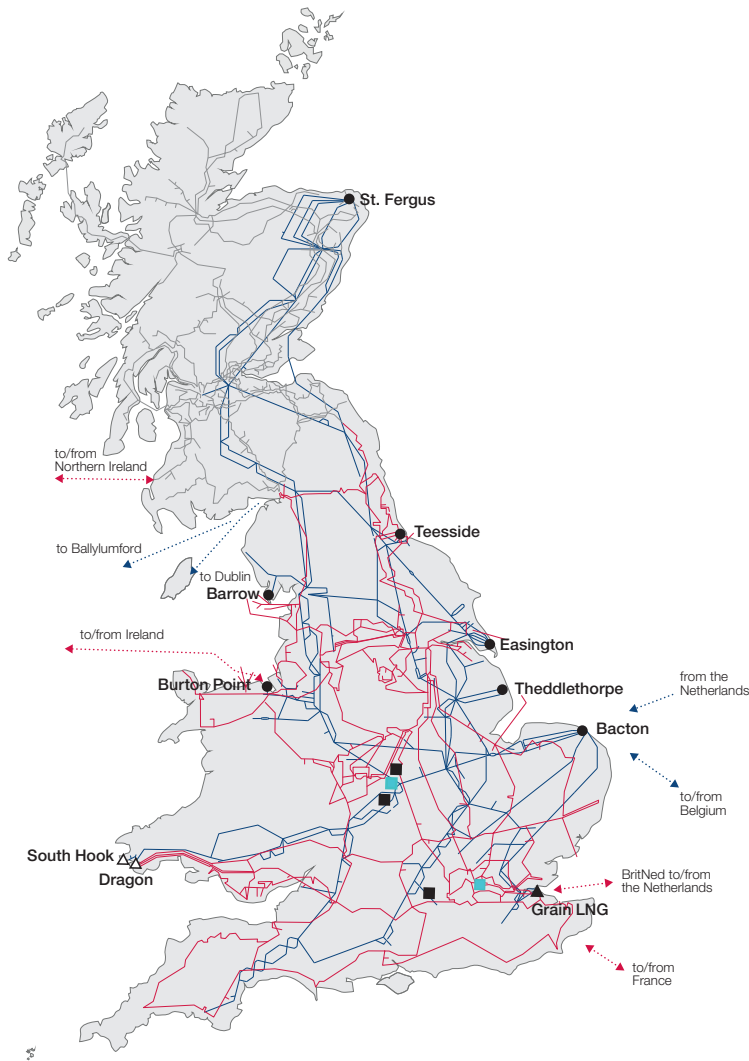 St. Fergus
to/from
Northern Ireland
Teesside
to Ballylumford
to Dublin
Barrow
to/from Ireland
Easington
Burton Point
Theddlethorpe
from the
Netherlands
Bacton
to/from
Belgium
South Hook
Dragon
BritNed to/from
the Netherlands
Grain LNG
to/from
France